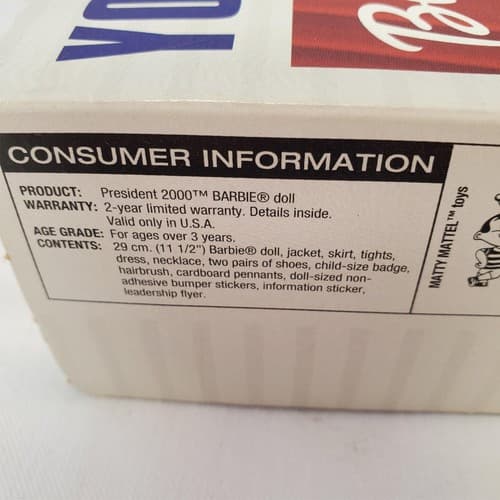 YO
B
CONSUMER INFORMATION
PRODUCT: President 2000™ BARBIE® doll
WARRANTY: 2-year limited warranty. Details inside.
Valid only in U.S.A.
AGE GRADE: For ages over 3 years.
CONTENTS: 29 cm. (11 1/2") Barbie® doll, jacket, skirt, tights,
dress, necklace, two pairs of shoes, child-size badge,
hairbrush, cardboard pennants, doll-sized non-
adhesive bumper stickers, information sticker,
leadership flyer.
MATTY MATTEL™ toys